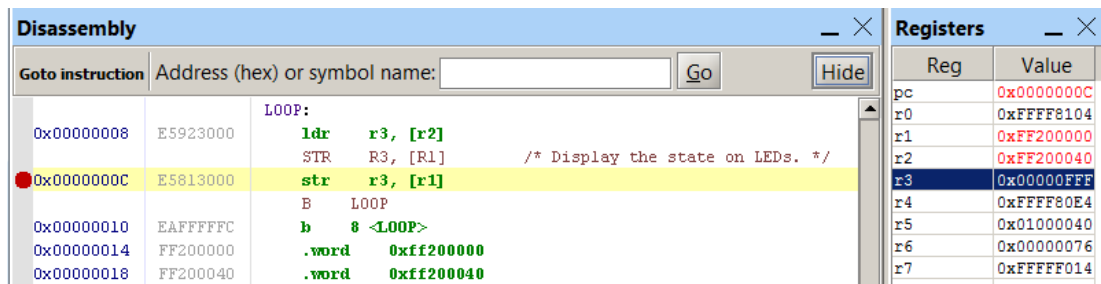 Disassembly
Goto instruction Address (hex) or symbol name: Go Hide
LOOP:
0x00000008 E5923000 ldr r3, [r2]
STR R3, [R1] /* Display the state on LEDs. */
0x0000000C E5813000 str r3, [r1]
B LOOP
0x00000010 EAFFFFFC b 8 <LOOP>
0x00000014 FF200000 .word 0xff200000
0x00000018 FF200040 .word 0xff200040
Registers
Reg Value
pc 0x0000000C
r0 0xFFFF8104
r1 0xFF200000
r2 0xFF200040
r3 0x00000FFF
r4 0xFFFF80E4
r5 0x01000040
r6 0x00000076
r7 0xFFFFF014